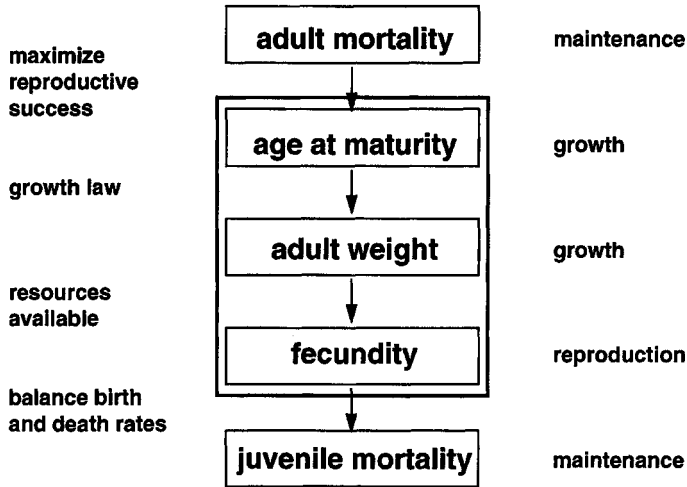 adult mortality
maintenance
maximize
reproductive
success
age at maturity
growth
growth law
adult weight
growth
resources
available
fecundity
reproduction
balance birth
and death rates
juvenile mortality
maintenance